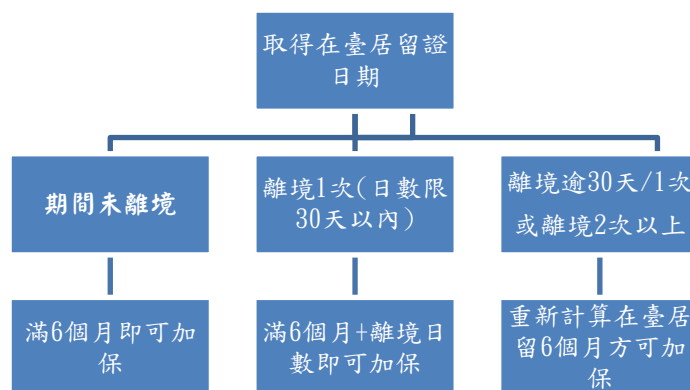 取得在臺居留證
日期
期間未離境
離境1次(日數限
30天以內)
離境逾30天/1次
或離境2次以上
滿6個月即可加
保
滿6個月+離境日
數即可加保
重新計算在臺居
留6個月方可加
保